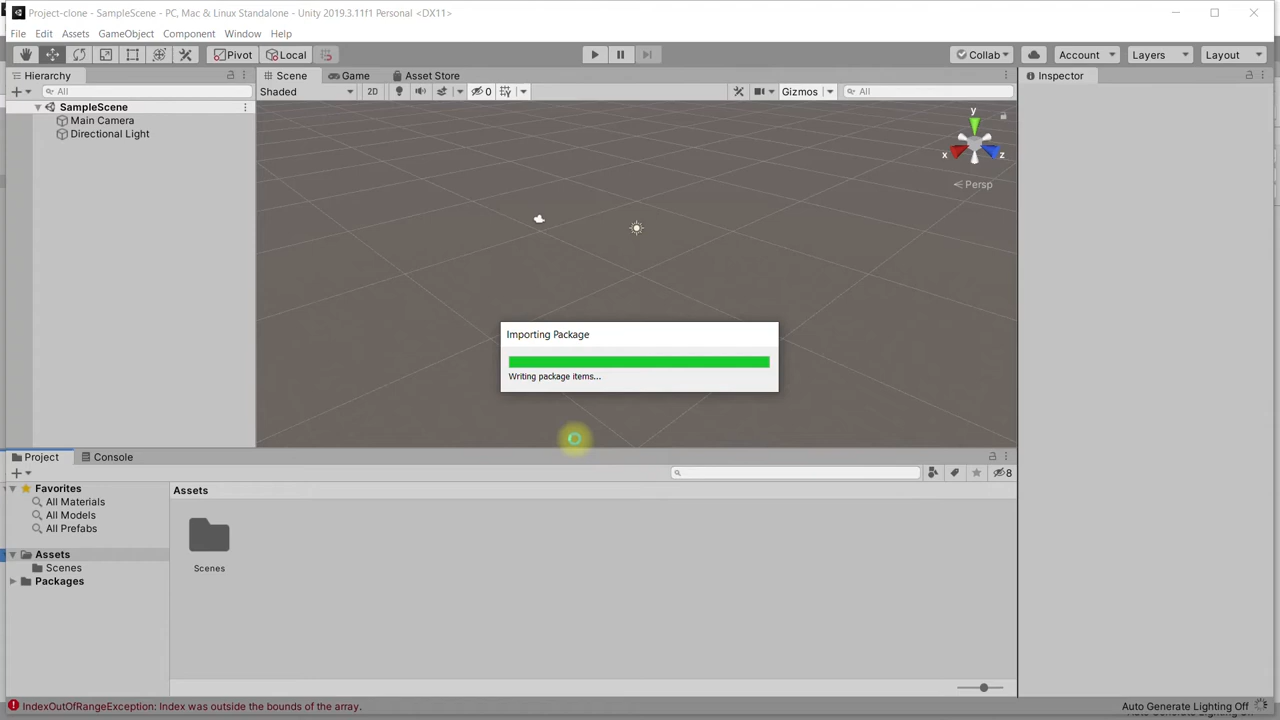 Project-clone - SampleScene - PC, Mac & Linux Standalone - Unity 2019.3.11f1 Personal <DX11>
File Edit Assets GameObject Component Window Help
Pivot Local Collab Account Layers Layout
Hierarchy Scene Game Asset Store Inspector
All Shaded 2D 0 Gizmos All
SampleScene
Main Camera
Directional Light
y
x z
Persp
Importing Package
Writing package items...
Project Console
8
Favorites Assets
All Materials
All Models
All Prefabs
Assets
Scenes Scenes
Packages
IndexOutOfRangeException: Index was outside the bounds of the array. Auto Generate Lighting Off